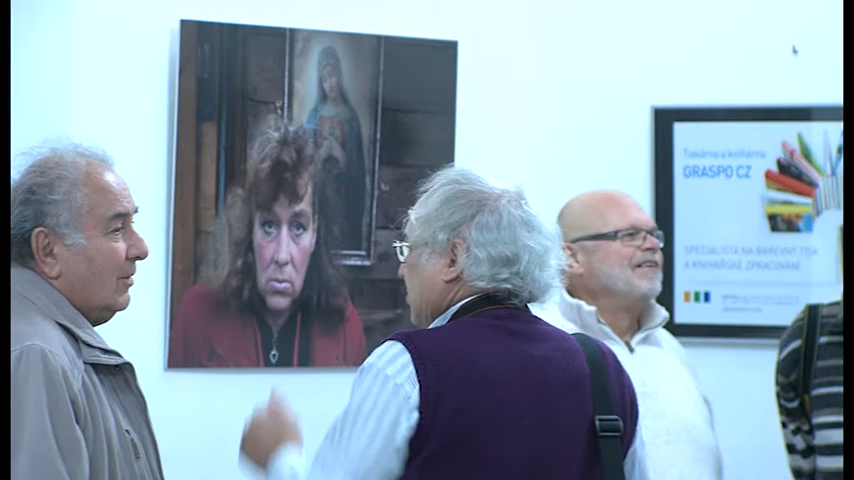 Tiskárna a knihárna
GRASPO CZ
SPECIALISTA NA BAREVNÝ TISK
A KNIHAŘSKÉ ZPRACOVÁNÍ